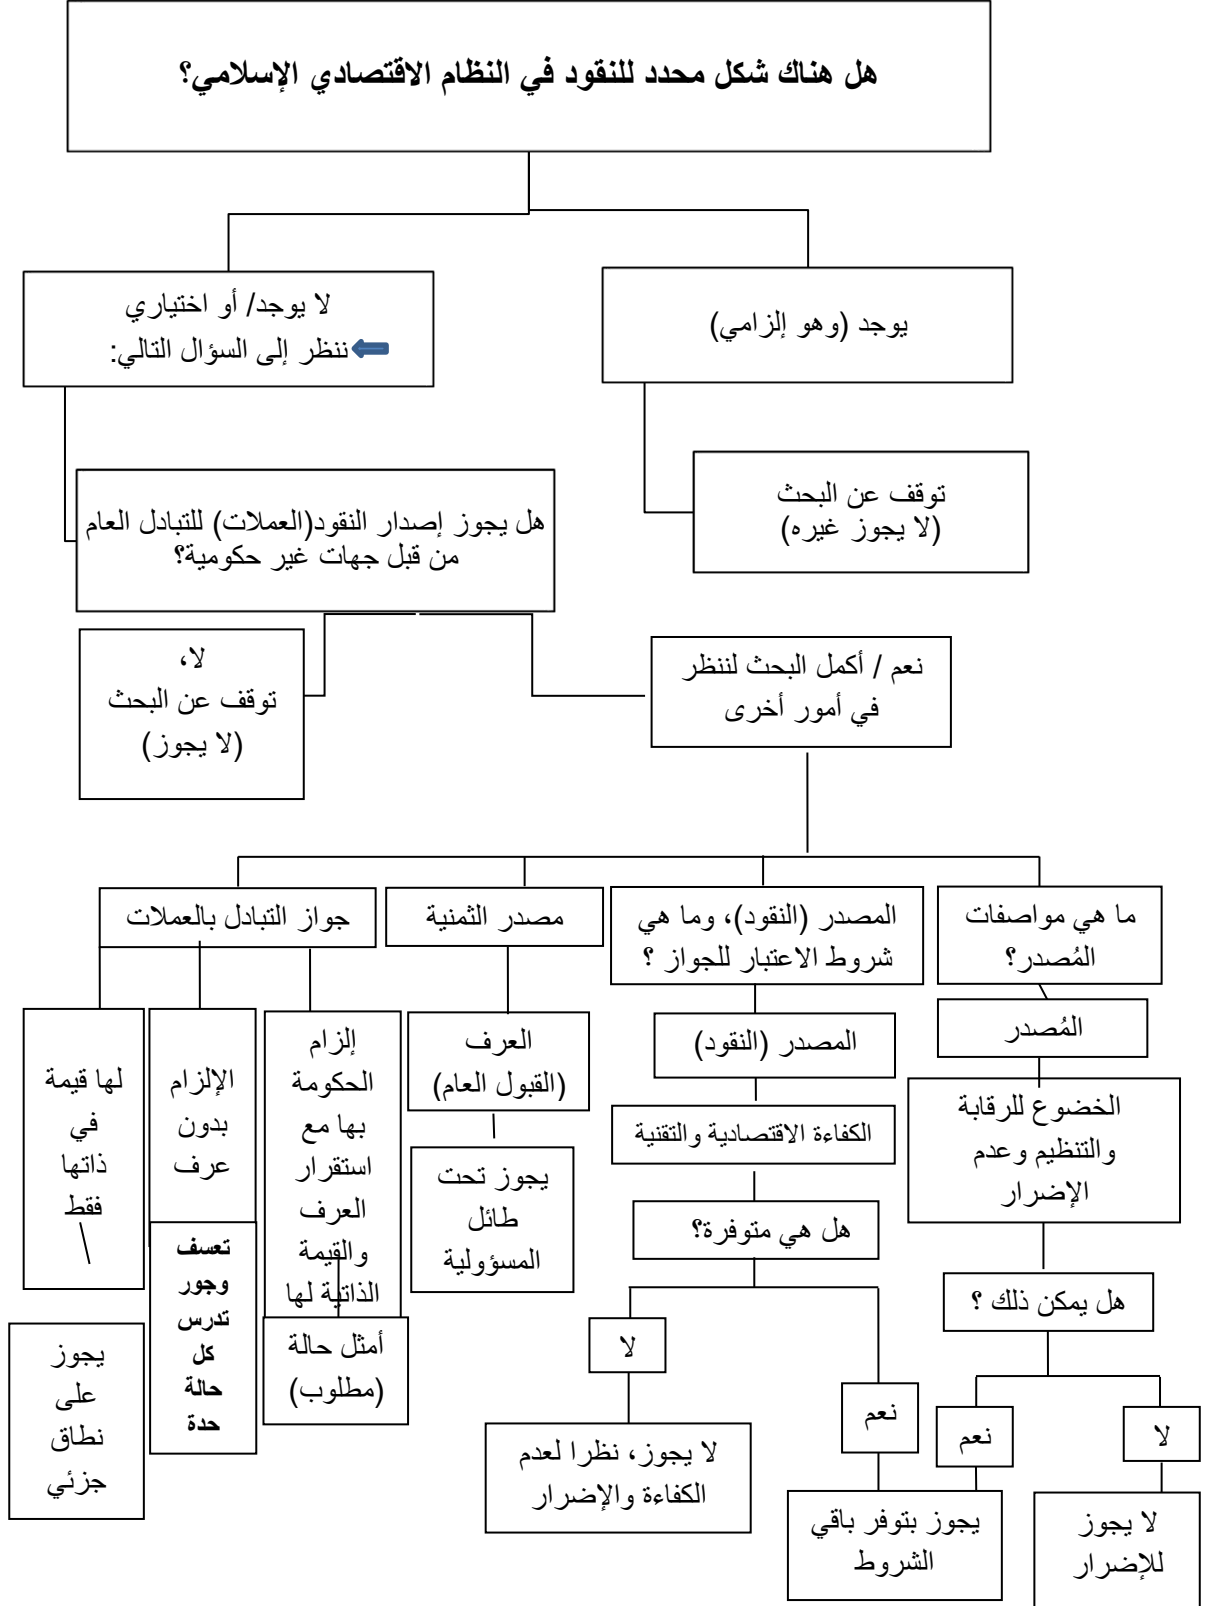 هل هناك شكل محدد للنقود في النظام الاقتصادي الإسلامي؟
يوجد (وهو إلزامي)
لا يوجد/ أو اختياري
ننظر إلى السؤال التالي:
توقف عن البحث
(لا يجوز غيره)
هل يجوز إصدار النقود(العملات) للتبادل العام
من قبل جهات غير حكومية؟
نعم / أكمل البحث لننظر
في أمور أخرى
لا،
توقف عن البحث
(لا يجوز)
ما هي مواصفات
المُصدر؟
المصدر (النقود)، وما هي
شروط الاعتبار للجواز ؟
مصدر الثمنية
جواز التبادل بالعملات
المُصدر
الخضوع للرقابة
والتنظيم وعدم
الإضرار
هل يمكن ذلك ؟
لا
نعم
لا يجوز
للإضرار
المصدر (النقود)
الكفاءة الاقتصادية والتقنية
هل هي متوفرة؟
نعم
لا
يجوز بتوفر باقي
الشروط
لا يجوز، نظرا لعدم
الكفاءة والإضرار
العرف
(القبول العام)
يجوز تحت
طائل
المسؤولية
إلزام
الحكومة
بها مع
استقرار
العرف
والقيمة
الذاتية لها
أمثل حالة
(مطلوب)
الإلزام
بدون
عرف
تعسف
وجور
تدرس
كل
حالة
حدة
لها قيمة
في
ذاتها
فقط
يجوز
على
نطاق
جزئي